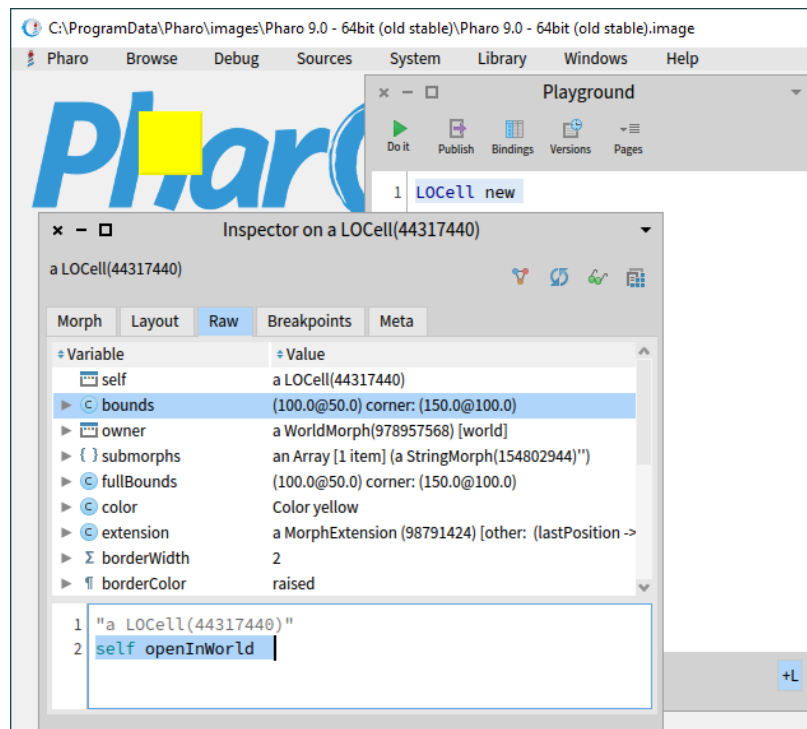 C:\ProgramData\Pharo\images\Pharo 9.0 - 64bit (old stable)\Pharo 9.0 - 64bit (old stable).image
Pharo Browse Debug Sources System Library Windows Help
Pharo
Playground
Do it Publish Bindings Versions Pages
1 LOCell new
Inspector on a LOCell(44317440)
a LOCell(44317440)
Morph Layout Raw Breakpoints Meta
Variable Value
self a LOCell(44317440)
bounds (100.0@50.0) corner: (150.0@100.0)
owner a WorldMorph(978957568) [world]
{ } submorphs an Array [1 item] (a StringMorph(154802944)'')
fullBounds (100.0@50.0) corner: (150.0@100.0)
color Color yellow
extension a MorphExtension (98791424) [other: (lastPosition ->
Σ borderWidth 2
¶ borderColor raised
1 "a LOCell(44317440)"
2 self openInWorld
+L